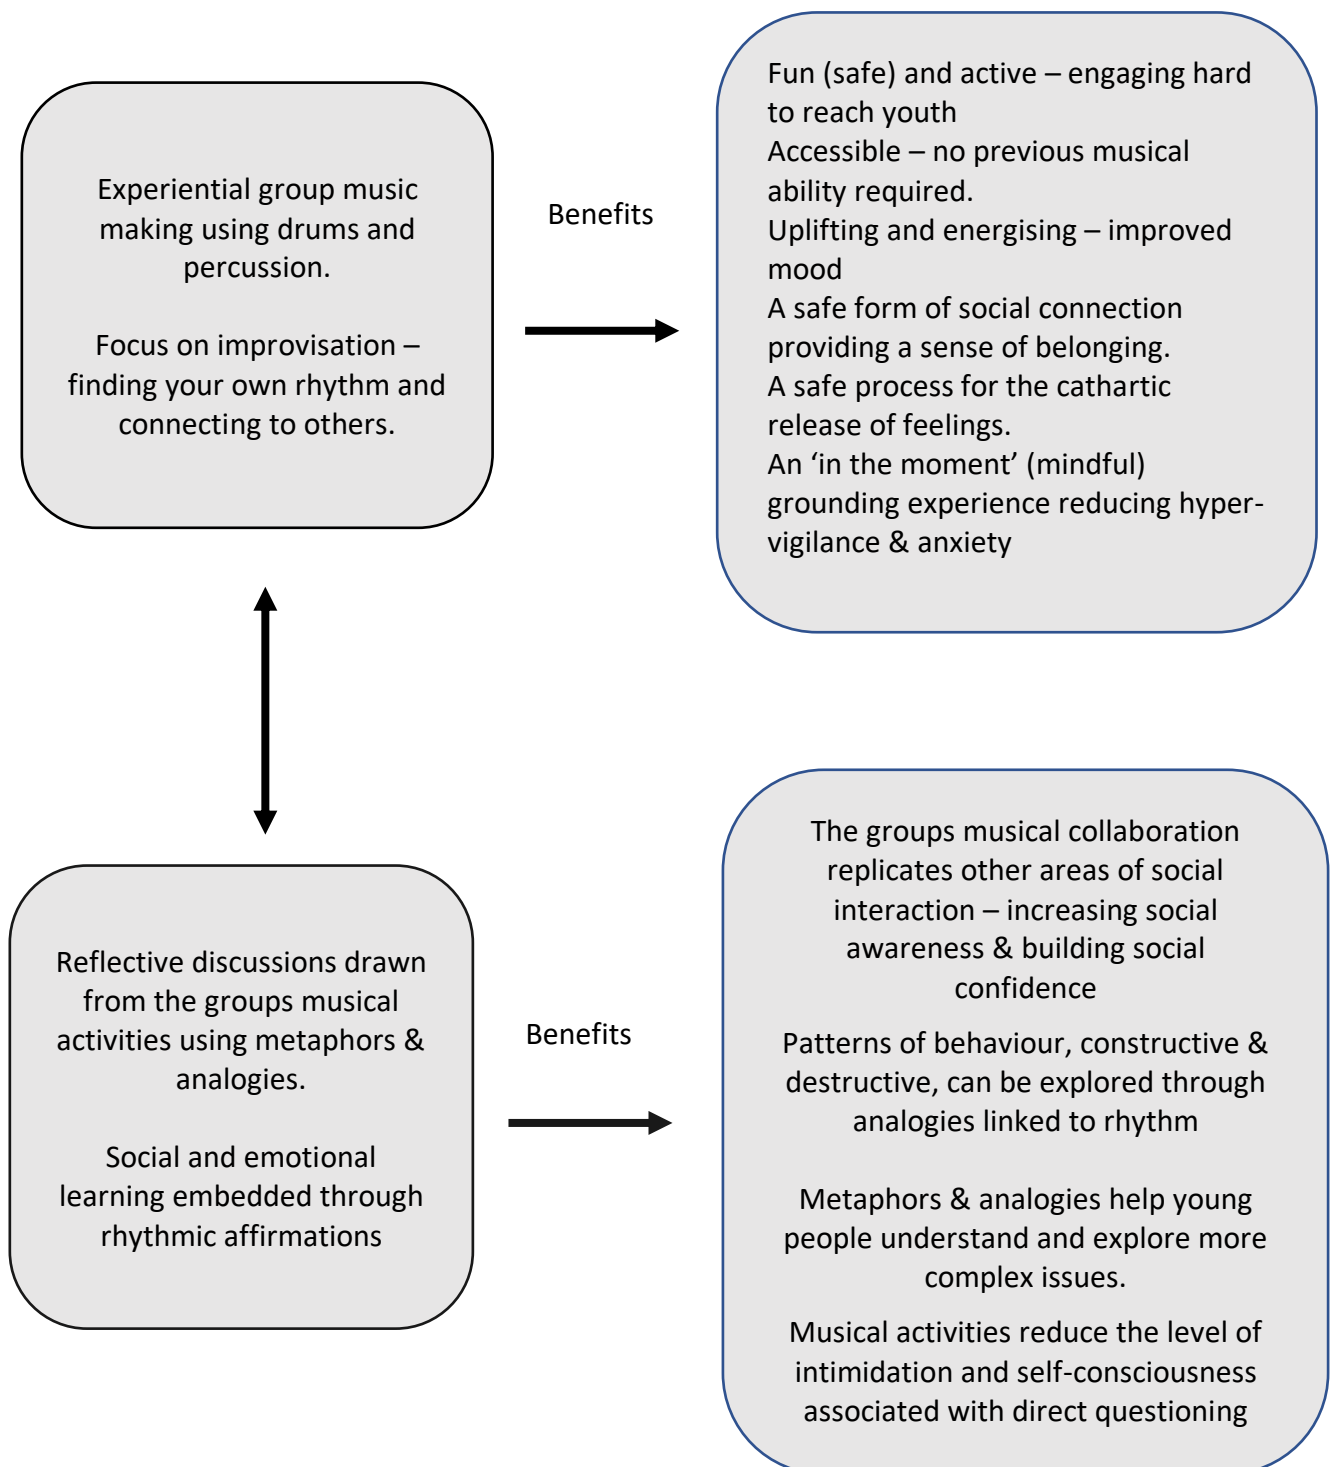 Experiential group music
making using drums and
percussion.
Focus on improvisation –
finding your own rhythm and
connecting to others.
Benefits
Fun (safe) and active – engaging hard
to reach youth
Accessible – no previous musical
ability required.
Uplifting and energising – improved
mood
A safe form of social connection
providing a sense of belonging.
A safe process for the cathartic
release of feelings.
An ‘in the moment’ (mindful)
grounding experience reducing hyper-
vigilance & anxiety
Reflective discussions drawn
from the groups musical
activities using metaphors &
analogies.
Social and emotional
learning embedded through
rhythmic affirmations
Benefits
The groups musical collaboration
replicates other areas of social
interaction – increasing social
awareness & building social
confidence
Patterns of behaviour, constructive &
destructive, can be explored through
analogies linked to rhythm
Metaphors & analogies help young
people understand and explore more
complex issues.
Musical activities reduce the level of
intimidation and self-consciousness
associated with direct questioning